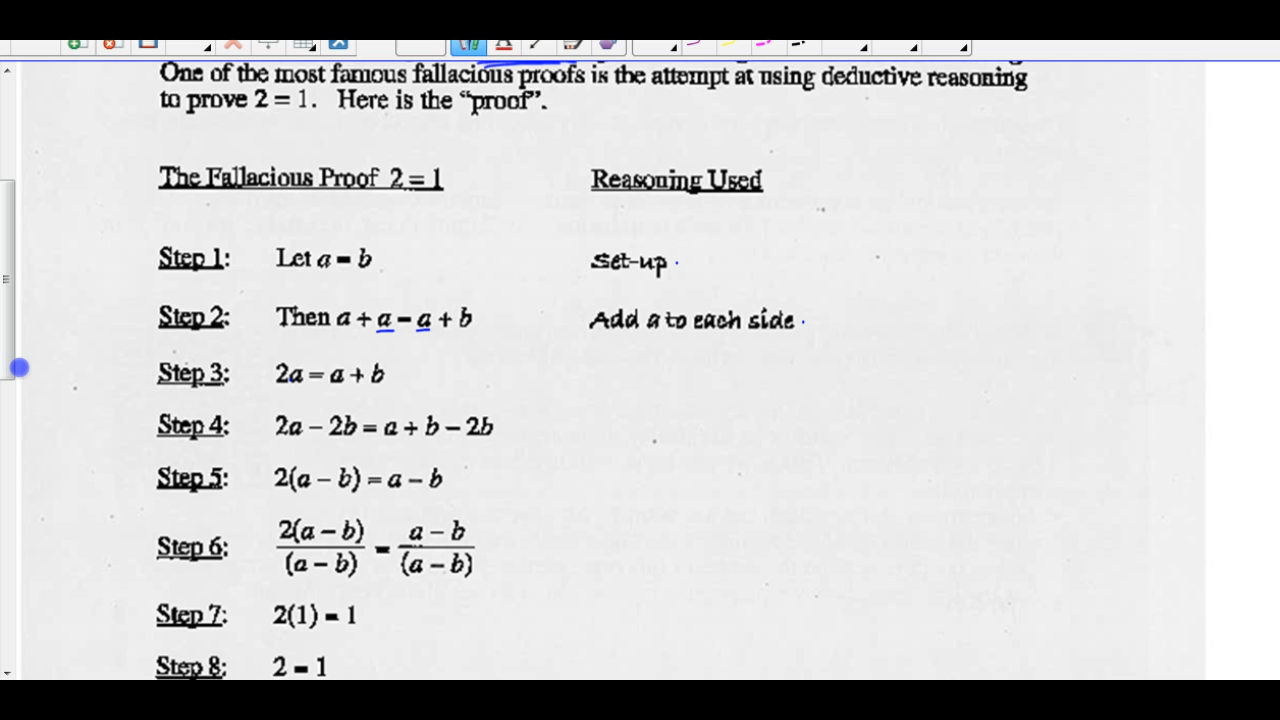 One of the most famous fallacious proofs is the attempt at using deductive reasoning
to prove 2 = 1. Here is the “proof”.
The Fallacious Proof 2 = 1 Reasoning Used
Step 1: Let a = b set-up
Step 2: Then a + a = a + b Add a to each side
Step 3: 2a = a + b
Step 4: 2a − 2b = a + b − 2b
Step 5: 2(a − b) = a − b
Step 6: 2(a − b)/(a − b) = a − b/(a − b)
Step 7: 2(1) = 1
Step 8: 2 = 1